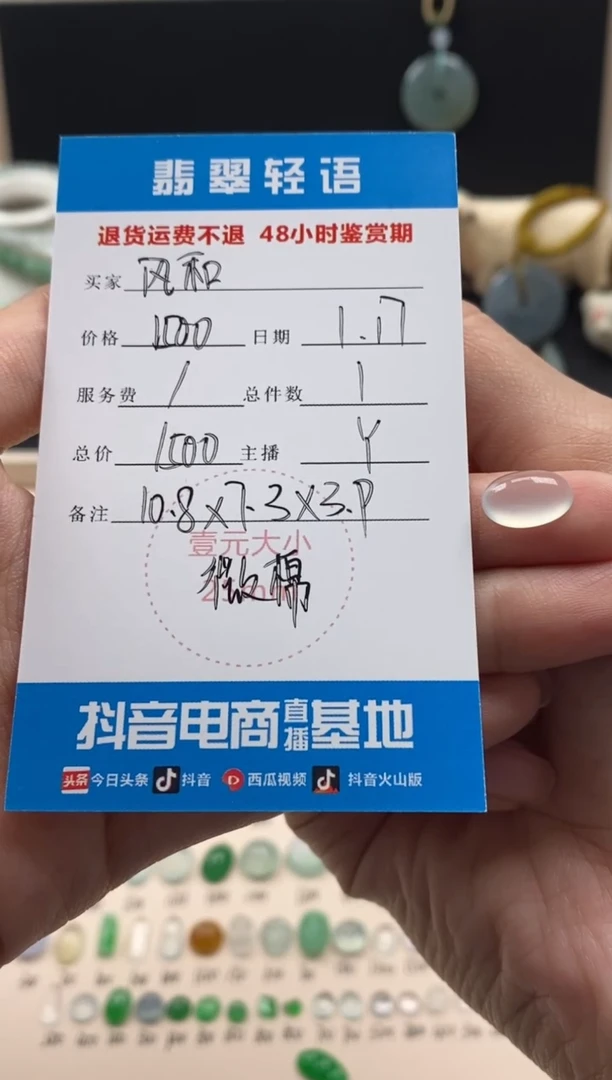 翡翠轻语
退货运费不退 48小时鉴赏期
买家 风和
价格 1500 日期 1.17
服务费 / 总件数 1
总价 1500 主播 Y
备注 10.8x7.3x3.9
壹元大小
微棉
抖音电商直播基地
头条 今日头条 抖音 西瓜视频 抖音火山版